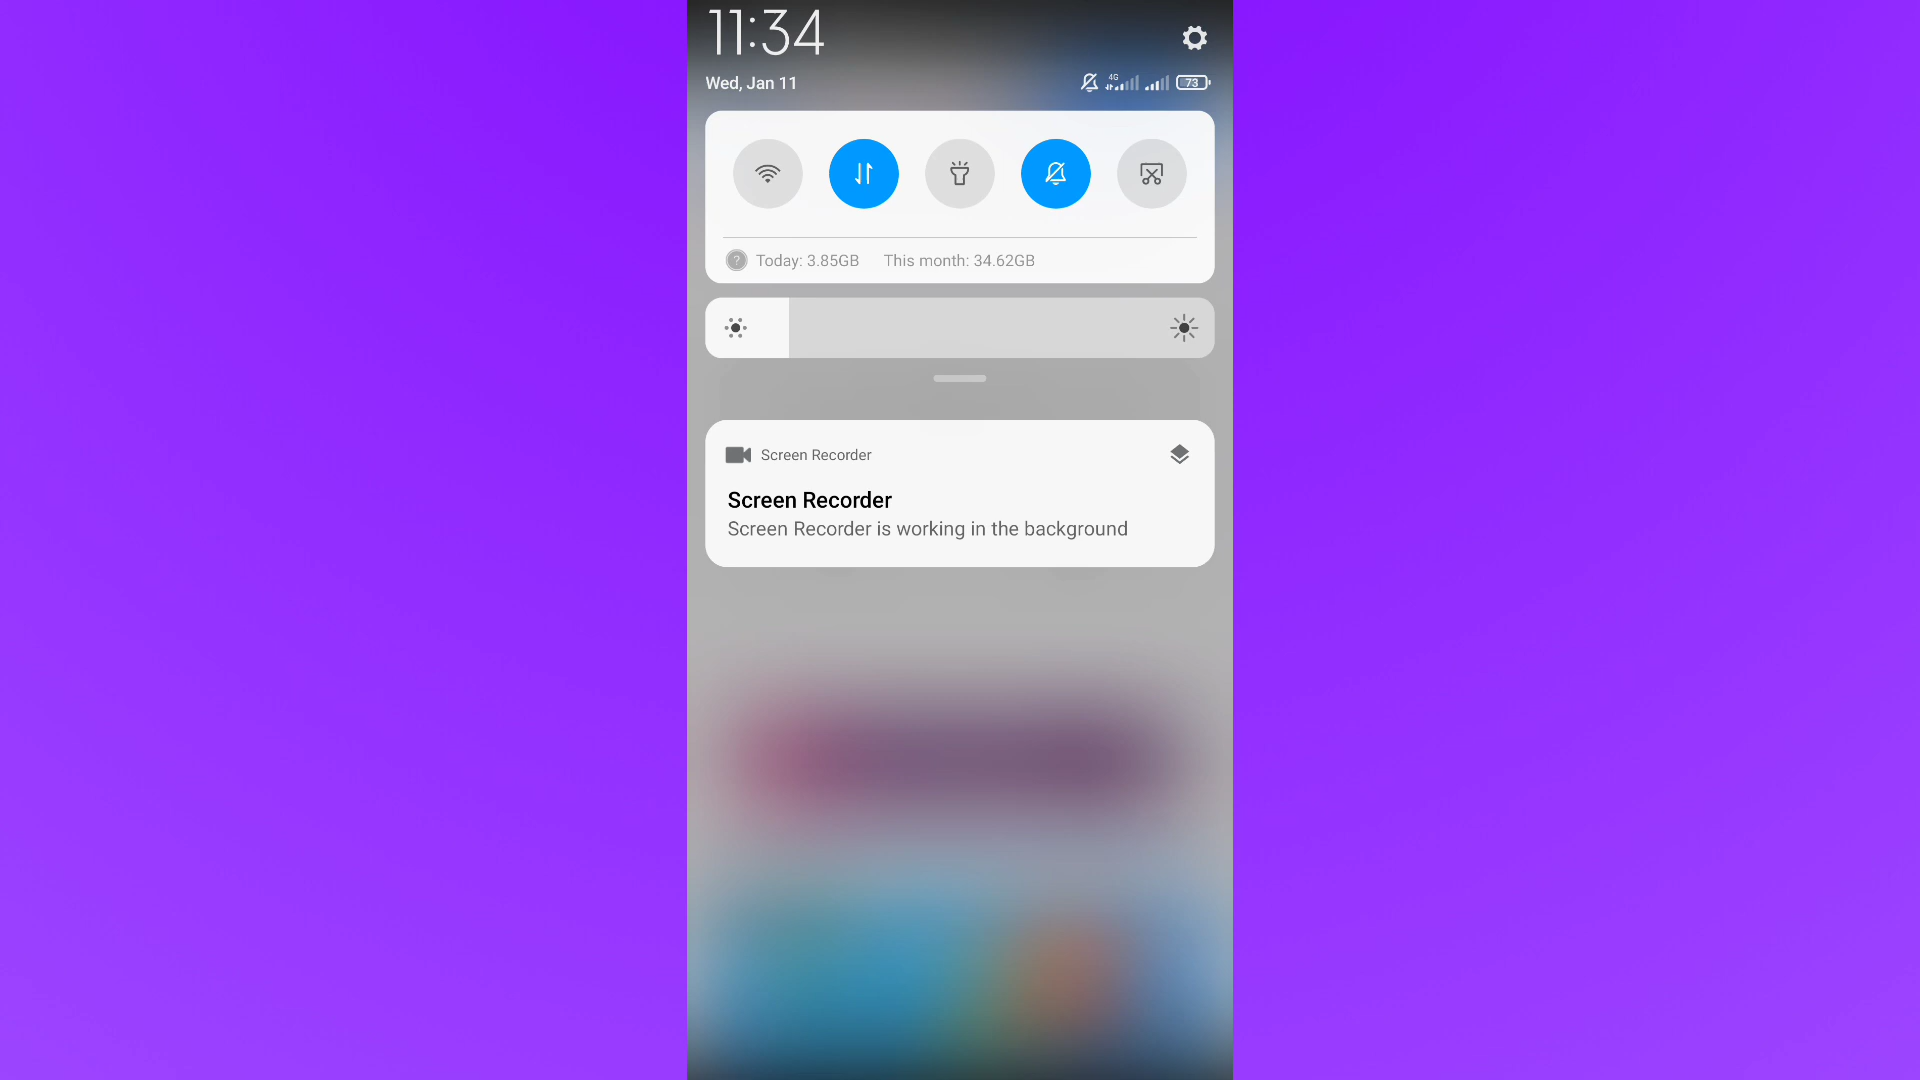 11:34
Wed, Jan 11
4G
73
? Today: 3.85GB This month: 34.62GB
Screen Recorder
Screen Recorder
Screen Recorder is working in the background